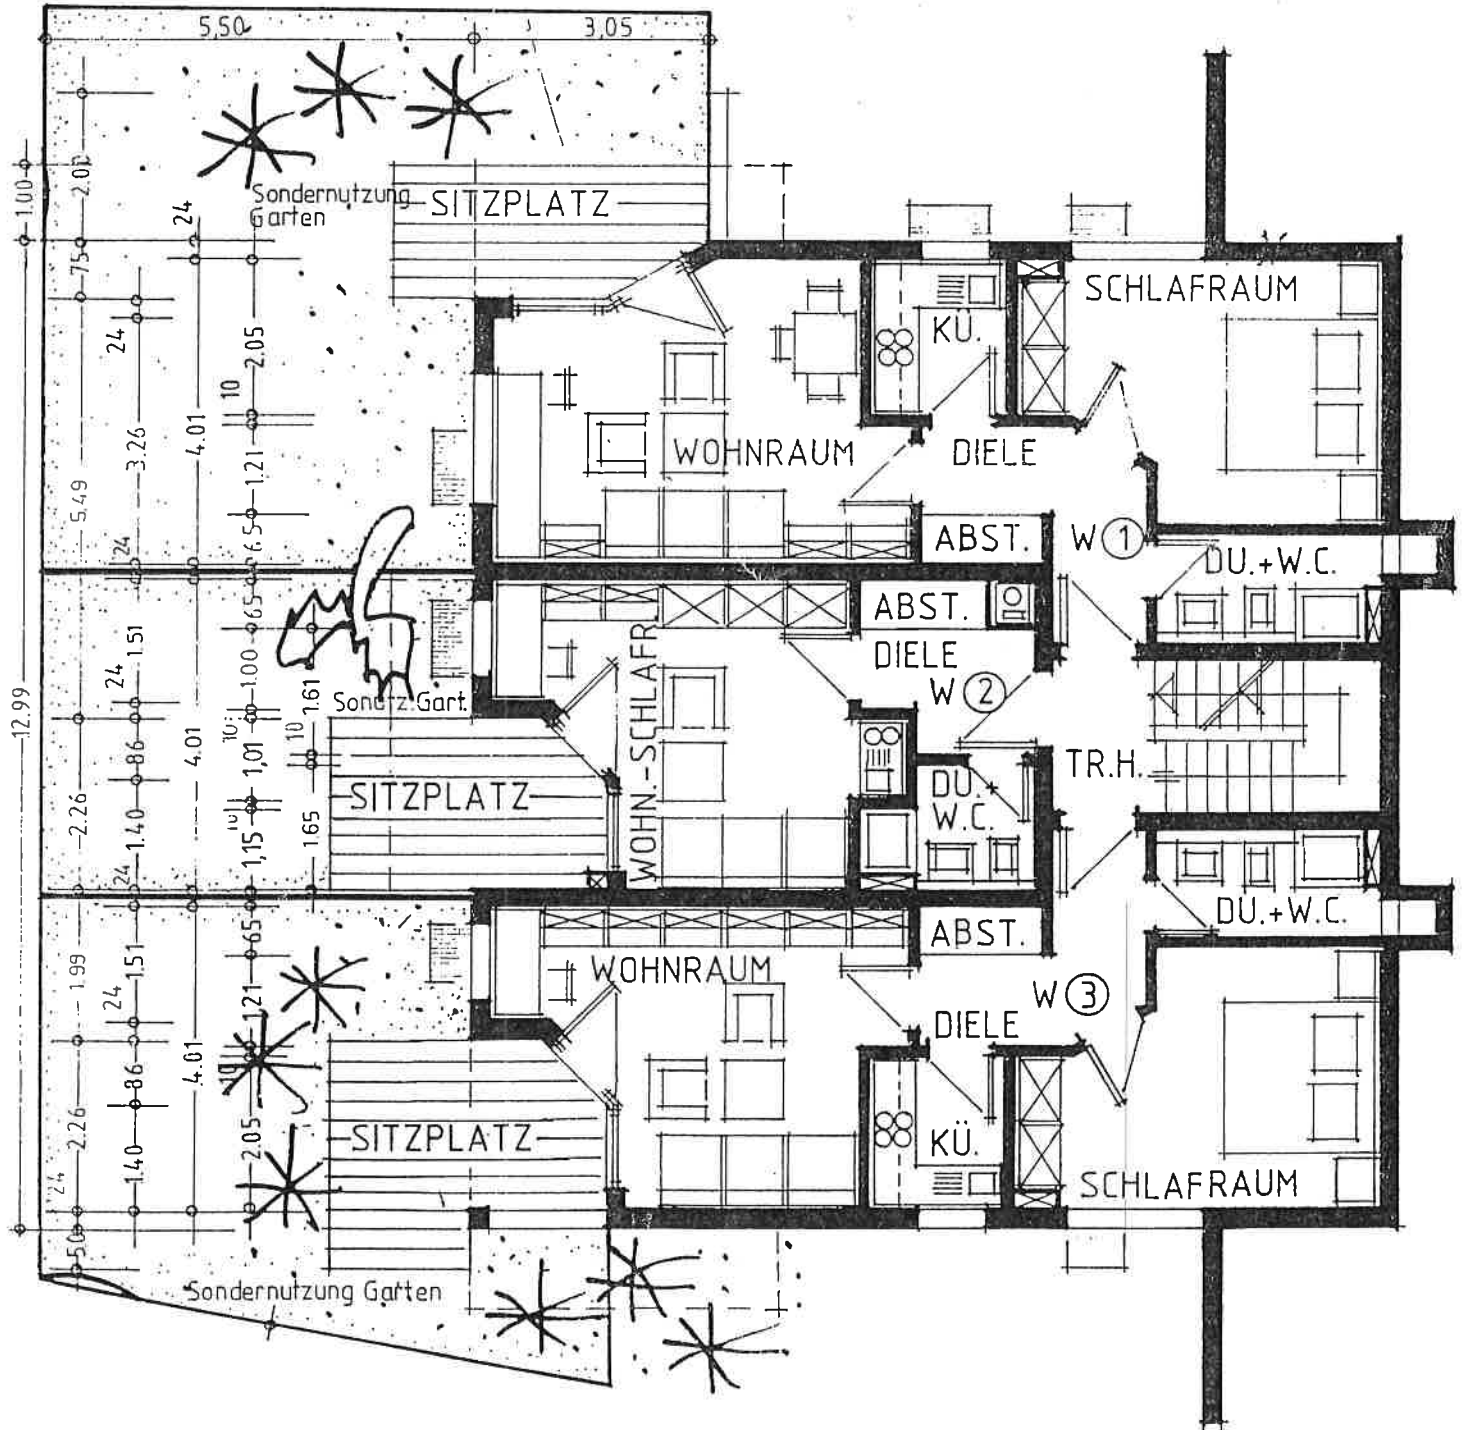 5,50
3,05
Sondernutzung
Garten
SITZPLATZ
SCHLAFRAUM
KÜ.
WOHNRAUM
DIELE
ABST.
W 1
DU.+W.C.
1.00
2.00
75
5.49
12.99
24
3.26
24
24
4.01
2.05
10
1.21
65
ABST.
DIELE
W 2
WOHN.-SCHLAFR.
TR.H.
DU.
W.C.
SITZPLATZ
65
1.00
1.61
10
1,01
1,15
1.65
1.51
24
86
1.40
24
4.01
2.26
DU.+W.C.
ABST.
WOHNRAUM
W 3
DIELE
KÜ.
SCHLAFRAUM
SITZPLATZ
65
1.21
10
2.05
1.99
1.51
24
86
1.40
4.01
2.26
24
50
Sondernutzung Garten